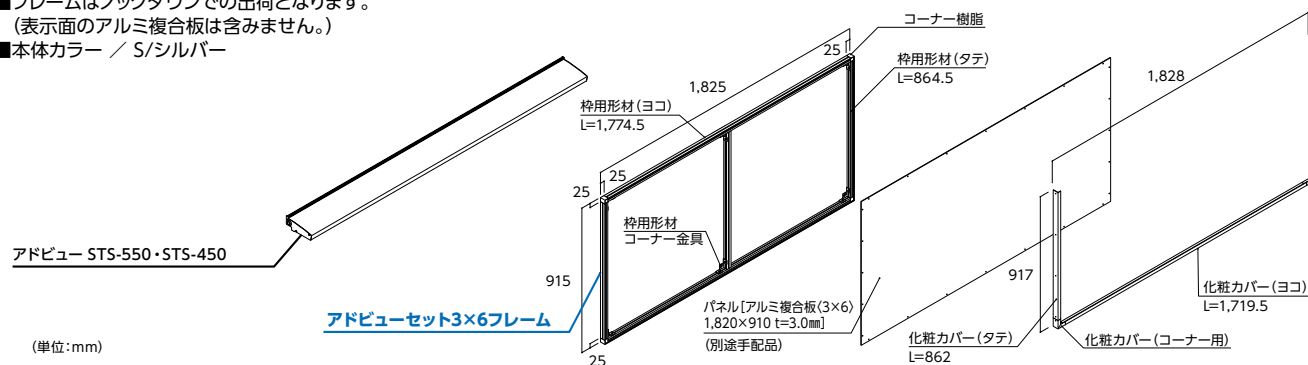 ■フレームはノックダウンでの出荷となります。
(表示面のアルミ複合板は含みません。)
■本体カラー ／ S/シルバー
コーナー樹脂
25
枠用形材(タテ)
L=864.5
1,825
1,828
枠用形材(ヨコ)
L=1,774.5
25
25
枠用形材
コーナー金具
アドビュー STS-550・STS-450
915
917
アドビューセット3×6フレーム
パネル[アルミ複合板〈3×6〉
1,820×910 t=3.0㎜]
(別途手配品)
化粧カバー(ヨコ)
L=1,719.5
化粧カバー(タテ)
L=862
化粧カバー(コーナー用)
(単位:mm)
25